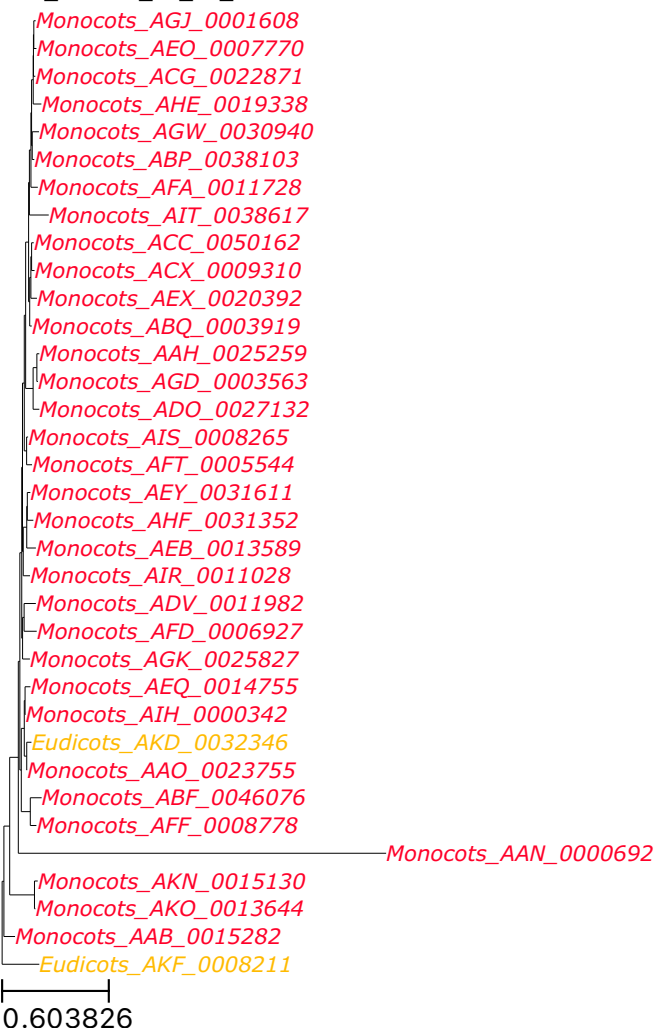 Monocots_AGJ_0001608
Monocots_AEO_0007770
Monocots_ACG_0022871
Monocots_AHE_0019338
Monocots_AGW_0030940
Monocots_ABP_0038103
Monocots_AFA_0011728
Monocots_AIT_0038617
Monocots_ACC_0050162
Monocots_ACX_0009310
Monocots_AEX_0020392
Monocots_ABQ_0003919
Monocots_AAH_0025259
Monocots_AGD_0003563
Monocots_ADO_0027132
Monocots_AIS_0008265
Monocots_AFT_0005544
Monocots_AEY_0031611
Monocots_AHF_0031352
Monocots_AEB_0013589
Monocots_AIR_0011028
Monocots_ADV_0011982
Monocots_AFD_0006927
Monocots_AGK_0025827
Monocots_AEQ_0014755
Monocots_AIH_0000342
Eudicots_AKD_0032346
Monocots_AAO_0023755
Monocots_ABF_0046076
Monocots_AFF_0008778
Monocots_AAN_0000692
Monocots_AKN_0015130
Monocots_AKO_0013644
Monocots_AAB_0015282
Eudicots_AKF_0008211
0.603826